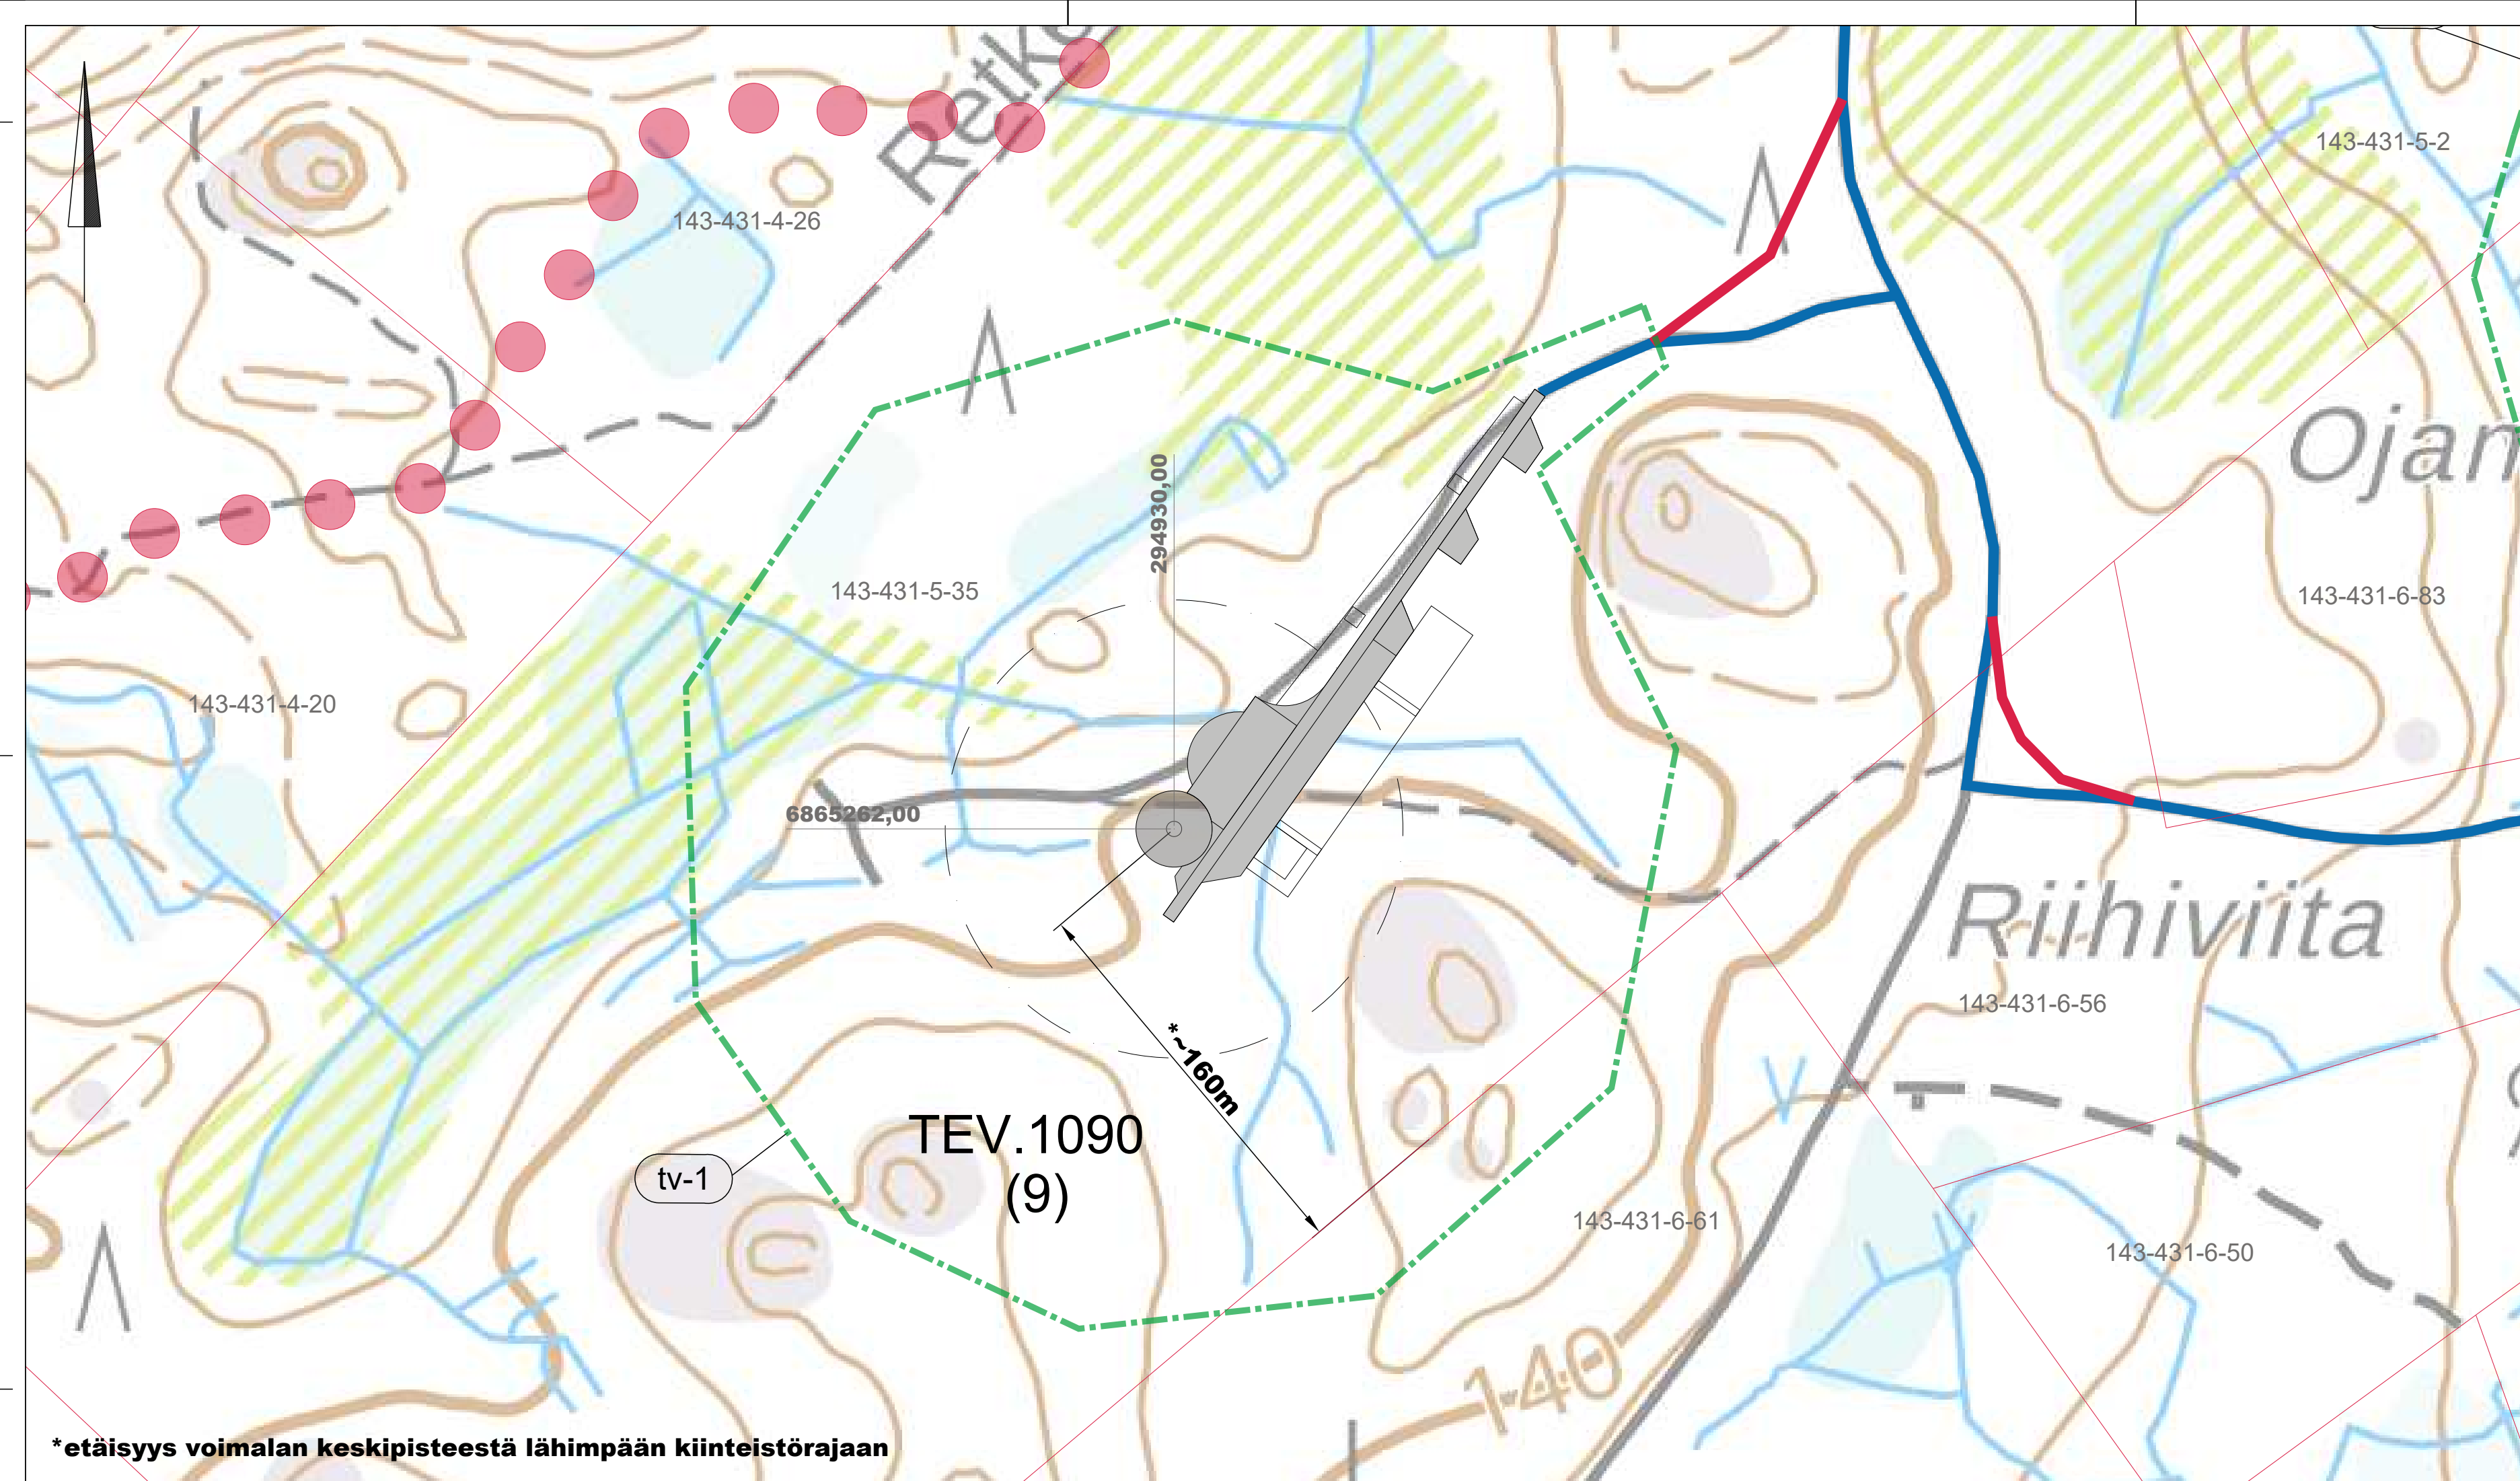 143-431-5-2
143-431-4-26
Ojan
294930,00
143-431-5-35
143-431-6-83
143-431-4-20
6865262,00
Riihiviita
143-431-6-56
*~160m
TEV.1090
(9)
tv-1
143-431-6-61
143-431-6-50
140
*etäisyys voimalan keskipisteestä lähimpään kiinteistörajaan